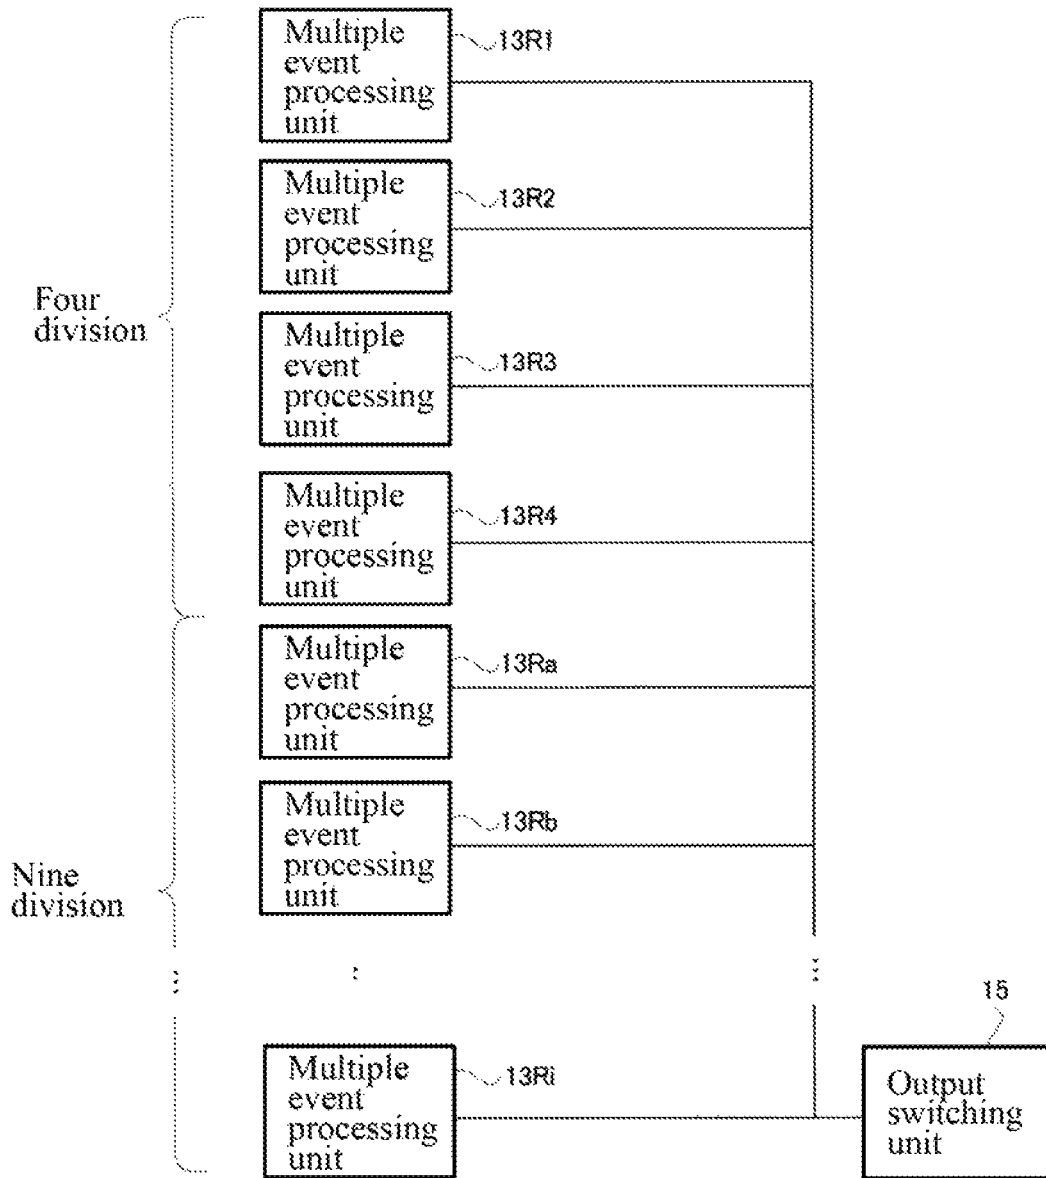 Multiple
event
processing
unit
13R1
Multiple
event
processing
unit
13R2
Four
division
Multiple
event
processing
unit
13R3
Multiple
event
processing
unit
13R4
Multiple
event
processing
unit
13Ra
Multiple
event
processing
unit
13Rb
Nine
division
Multiple
event
processing
unit
13Ri
15
Output
switching
unit